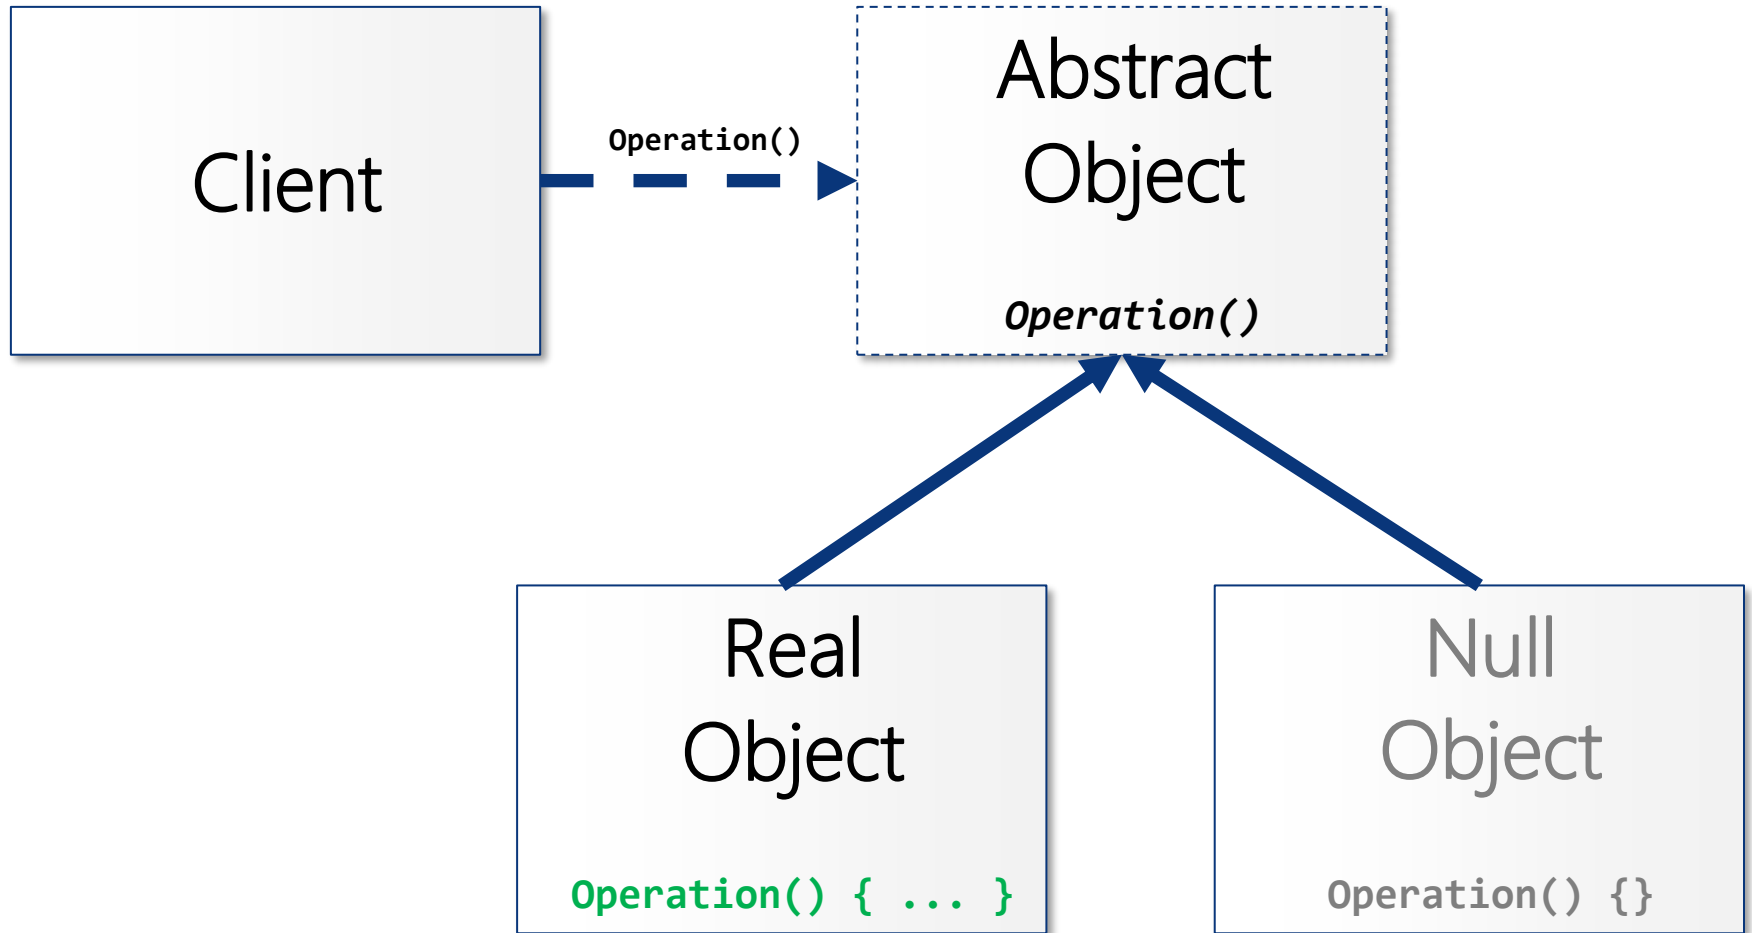 Client
Operation()
Abstract
Object
Operation()
Real
Object
Operation() { ... }
Null
Object
Operation() {}